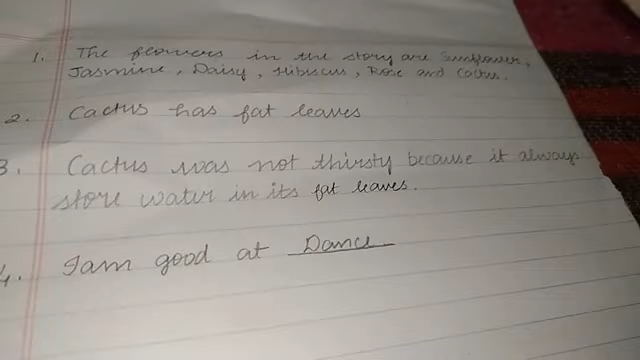 1. The flowers in the story are Sunflower,
Jasmine, Daisy, Hibiscus, Rose and Cactus.
2. Cactus has fat leaves
3. Cactus was not thirsty because it always
store water in its fat leaves.
4. I am good at Dance